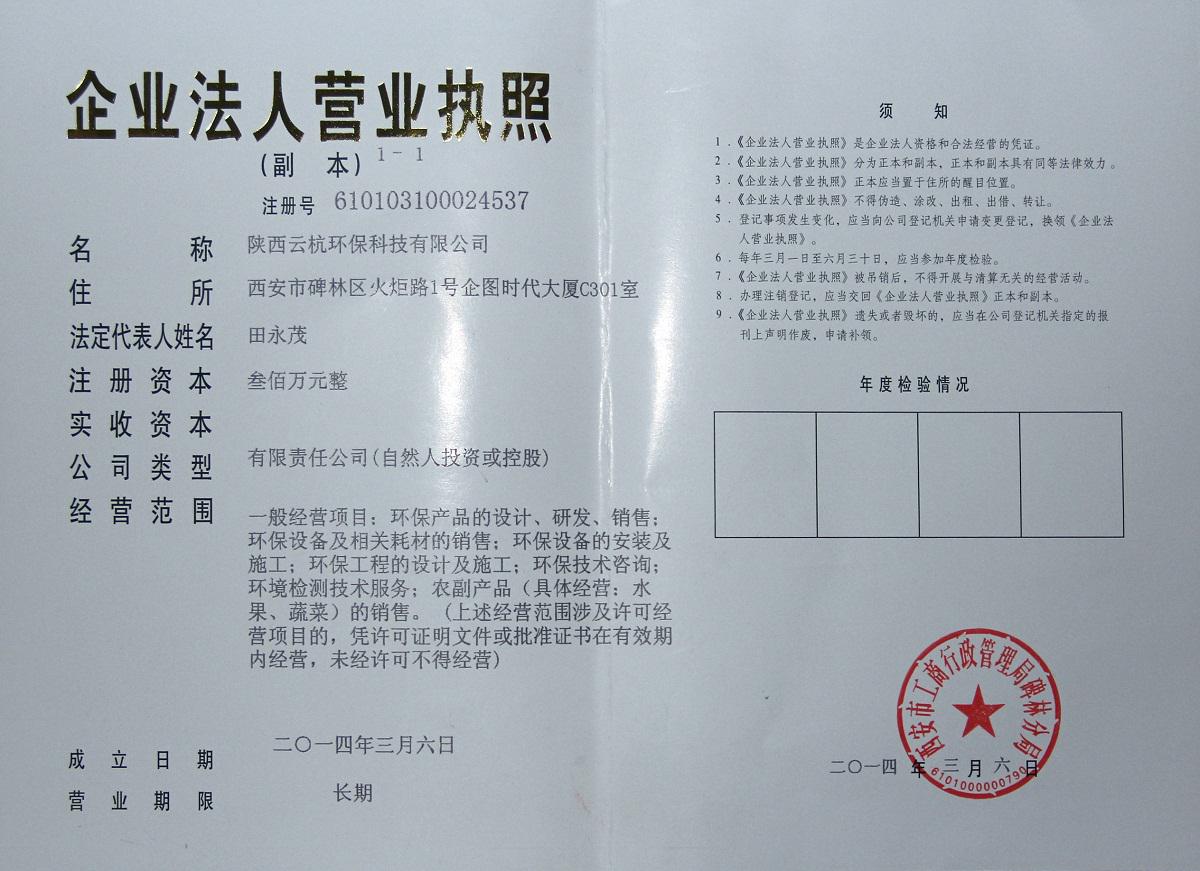 企业法人营业执照
(副 本) 1-1
注册号 610103100024537
名称 陕西云杭环保科技有限公司
住所 西安市碑林区火炬路1号企图时代大厦C301室
法定代表人姓名 田永茂
注册资本 叁佰万元整
实收资本
公司类型 有限责任公司(自然人投资或控股)
经营范围 一般经营项目：环保产品的设计、研发、销售；
环保设备及相关耗材的销售；环保设备的安装及
施工；环保工程的设计及施工；环保技术咨询；
环境检测技术服务；农副产品（具体经营：水
果、蔬菜）的销售。（上述经营范围涉及许可经
营项目的，凭许可证明文件或批准证书在有效期
内经营，未经许可不得经营)
成立日期 二〇一四年三月六日
营业期限 长期
须 知
1.《企业法人营业执照》是企业法人资格和合法经营的凭证。
2.《企业法人营业执照》分为正本和副本，正本和副本具有同等法律效力。
3.《企业法人营业执照》正本应当置于住所的醒目位置。
4.《企业法人营业执照》不得伪造、涂改、出租、出借、转让。
5.登记事项发生变化，应当向公司登记机关申请变更登记，换领《企业法
人营业执照》。
6.每年三月一日至六月三十日，应当参加年度检验。
7.《企业法人营业执照》被吊销后，不得开展与清算无关的经营活动。
8.办理注销登记，应当交回《企业法人营业执照》正本和副本。
9.《企业法人营业执照》遗失或者毁坏的，应当在公司登记机关指定的报
刊上声明作废，申请补领。
年度检验情况
西安市工商行政管理局碑林分局
6101000000790
二〇一四 年 三 月 六 日